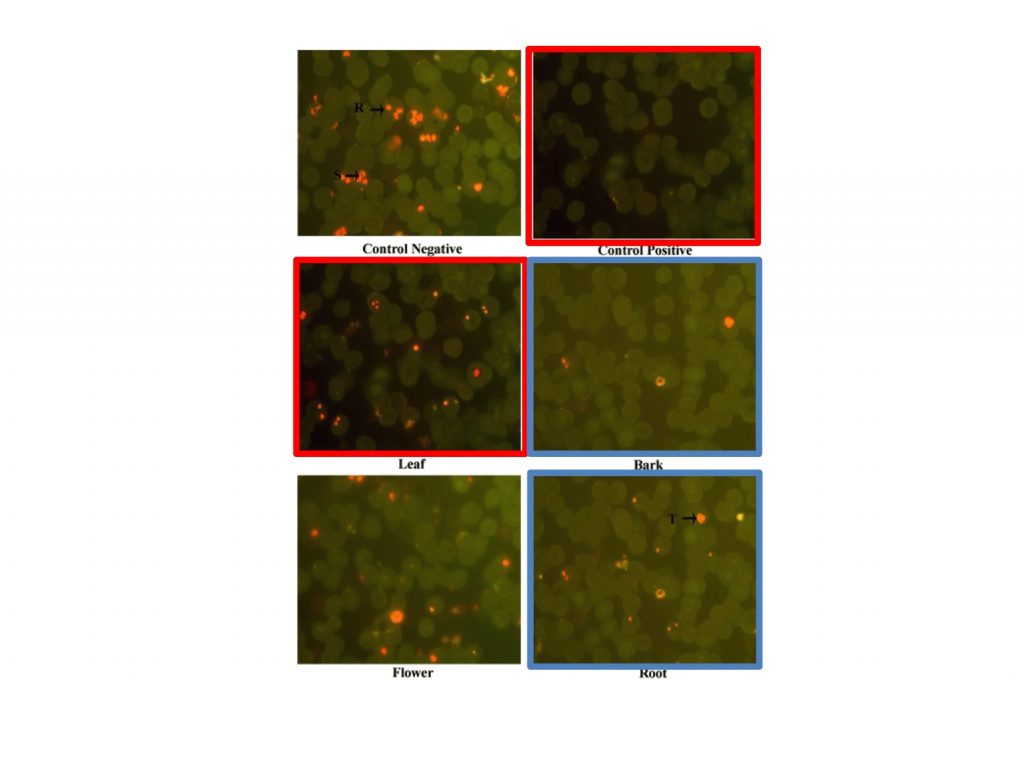 R
S
Control Negative
Control Positive
Leaf
Bark
T
Flower
Root